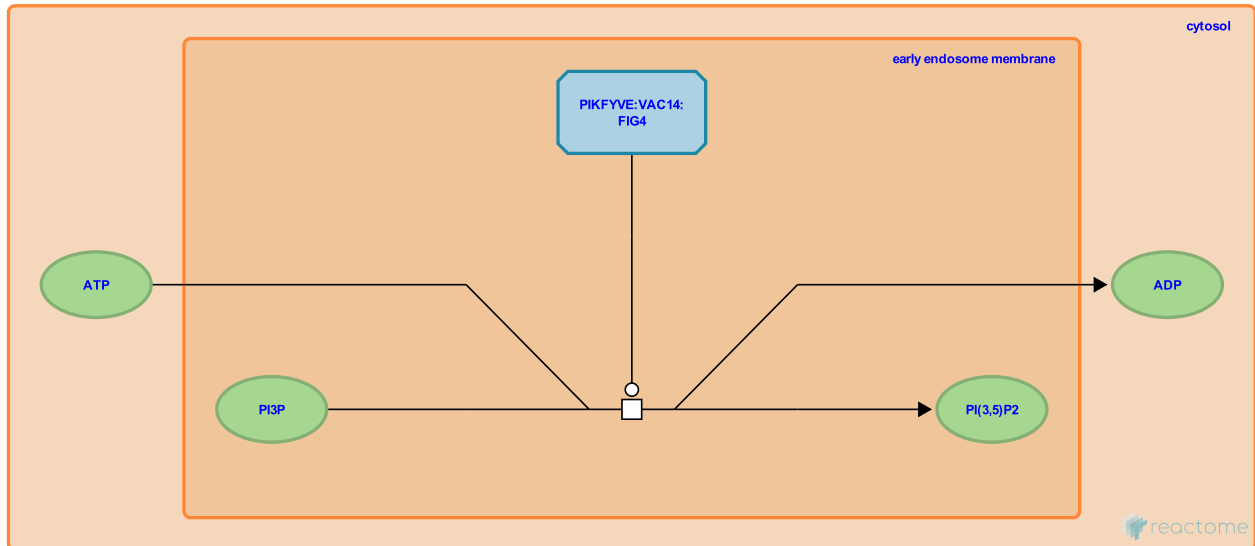 cytosol
early endosome membrane
PIKFYVE:VAC14:
FIG4
ATP
ADP
PI3P
PI(3,5)P2
reactome